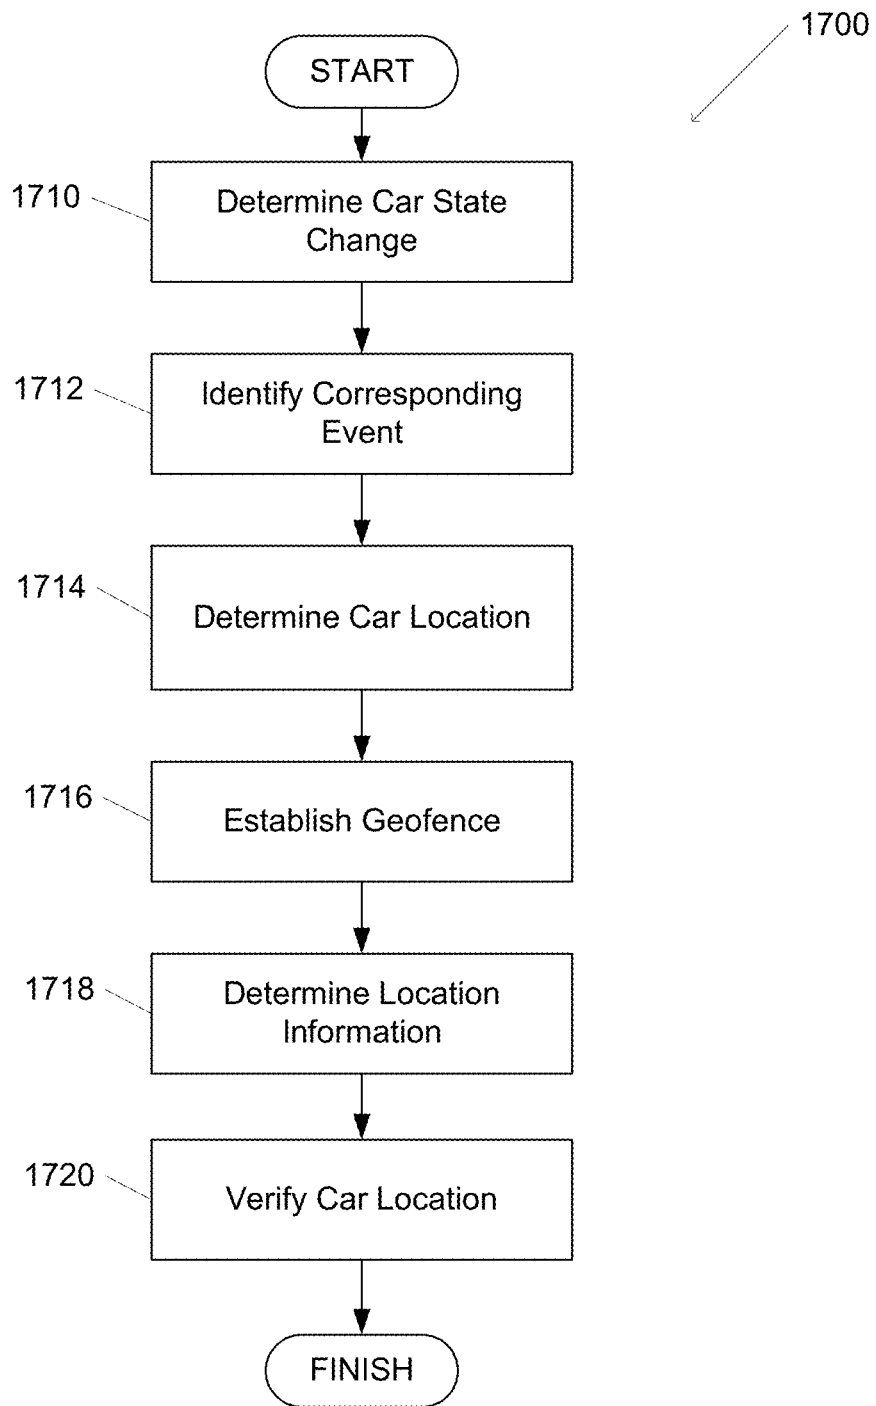 1700
START
1710
Determine Car State
Change
1712
Identify Corresponding
Event
1714
Determine Car Location
1716
Establish Geofence
1718
Determine Location
Information
1720
Verify Car Location
FINISH